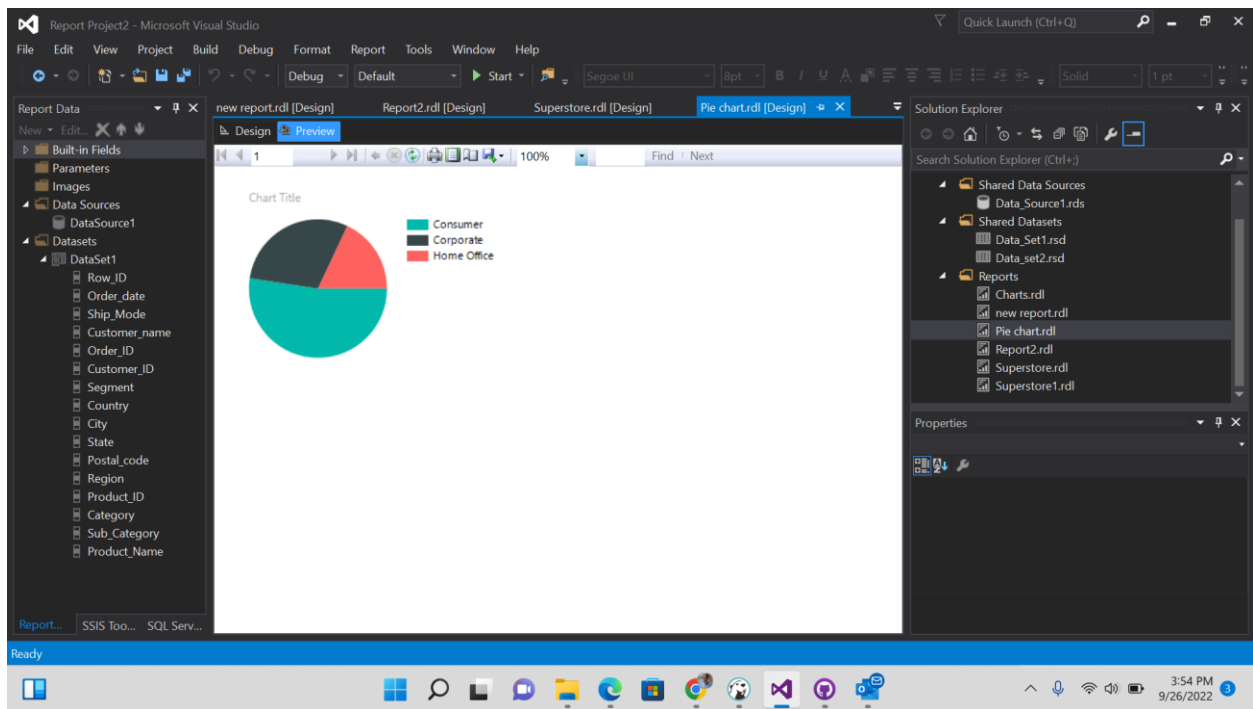 Report Project2 - Microsoft Visual Studio
Quick Launch (Ctrl+Q)
File Edit View Project Build Debug Format Report Tools Window Help
Debug Default Start Segoe UI 8pt B I U A Solid 1 pt
Report Data
New Edit...
Built-in Fields
Parameters
Images
Data Sources
DataSource1
Datasets
DataSet1
Row_ID
Order_date
Ship_Mode
Customer_name
Order_ID
Customer_ID
Segment
Country
City
State
Postal_code
Region
Product_ID
Category
Sub_Category
Product_Name
Report... SSIS Too... SQL Serv...
new report.rdl [Design] Report2.rdl [Design] Superstore.rdl [Design] Pie chart.rdl [Design]
Design Preview
1 100% Find Next
Chart Title
Consumer
Corporate
Home Office
Solution Explorer
Search Solution Explorer (Ctrl+;)
Shared Data Sources
Data_Source1.rds
Shared Datasets
Data_Set1.rsd
Data_set2.rsd
Reports
Charts.rdl
new report.rdl
Pie chart.rdl
Report2.rdl
Superstore.rdl
Superstore1.rdl
Properties
Ready
3:54 PM
9/26/2022
3